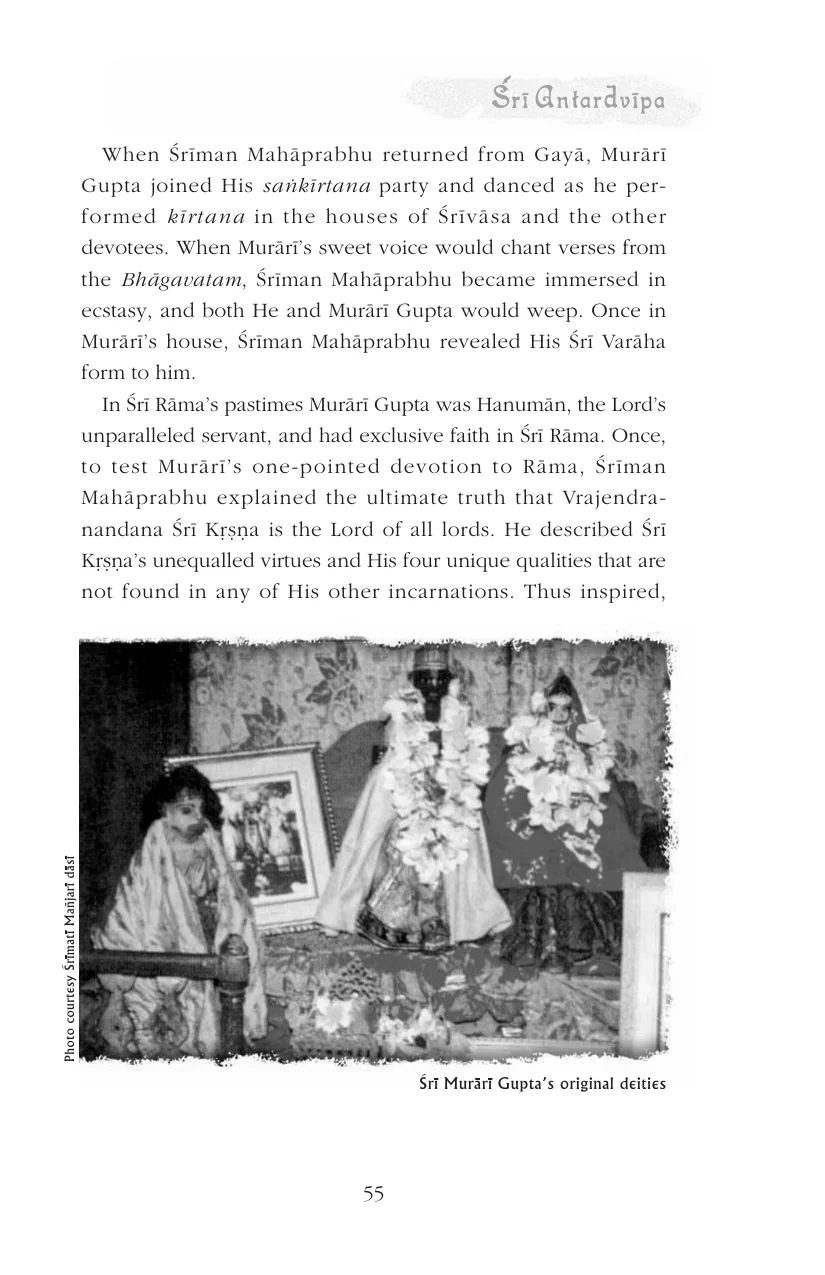 Śrī Antardvīpa
When Śrīman Mahāprabhu returned from Gayā, Murārī
Gupta joined His saṅkīrtana party and danced as he per-
formed kīrtana in the houses of Śrīvāsa and the other
devotees. When Murārī’s sweet voice would chant verses from
the Bhāgavatam, Śrīman Mahāprabhu became immersed in
ecstasy, and both He and Murārī Gupta would weep. Once in
Murārī’s house, Śrīman Mahāprabhu revealed His Śrī Varāha
form to him.
In Śrī Rāma’s pastimes Murārī Gupta was Hanumān, the Lord’s
unparalleled servant, and had exclusive faith in Śrī Rāma. Once,
to test Murārī’s one-pointed devotion to Rāma, Śrīman
Mahāprabhu explained the ultimate truth that Vrajendra-
nandana Śrī Kṛṣṇa is the Lord of all lords. He described Śrī
Kṛṣṇa’s unequalled virtues and His four unique qualities that are
not found in any of His other incarnations. Thus inspired,
Photo courtesy Śrīmatī Mañjarī dāsī
Śrī Murārī Gupta’s original deities
55